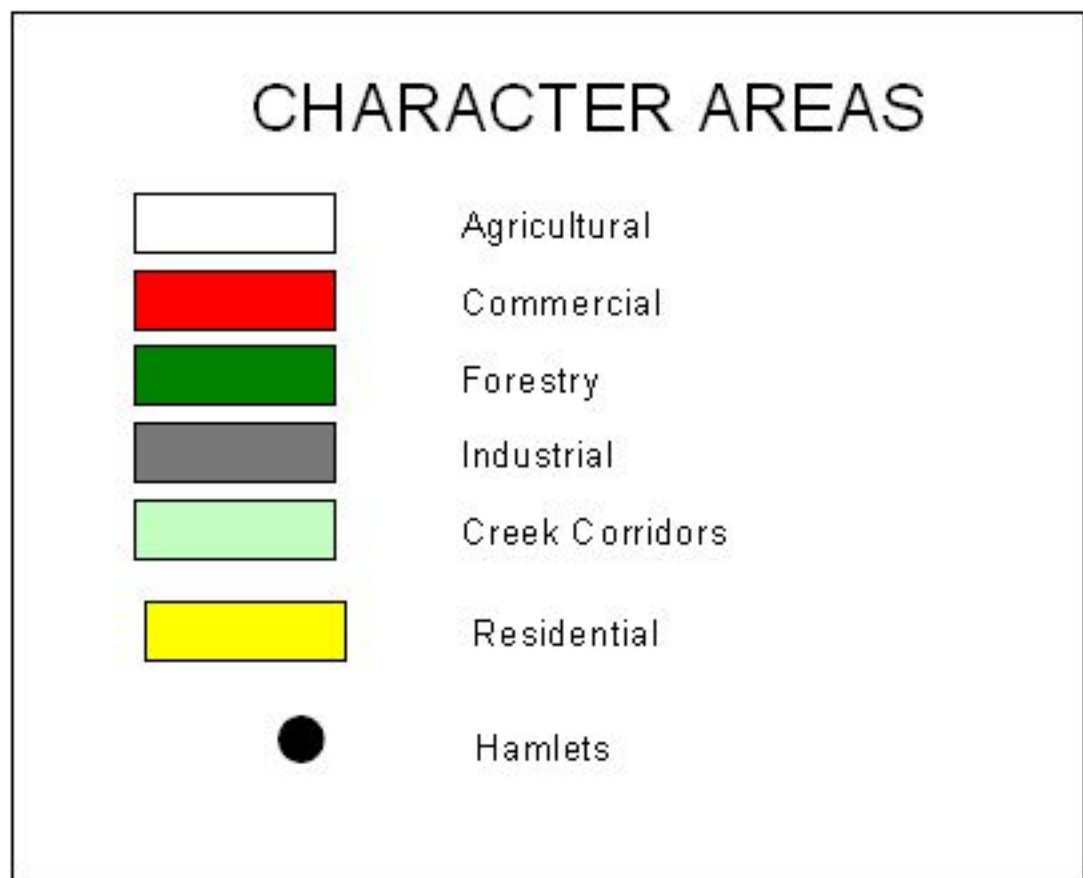 CHARACTER AREAS
Agricultural
Commercial
Forestry
Industrial
Creek Corridors
Residential
Hamlets